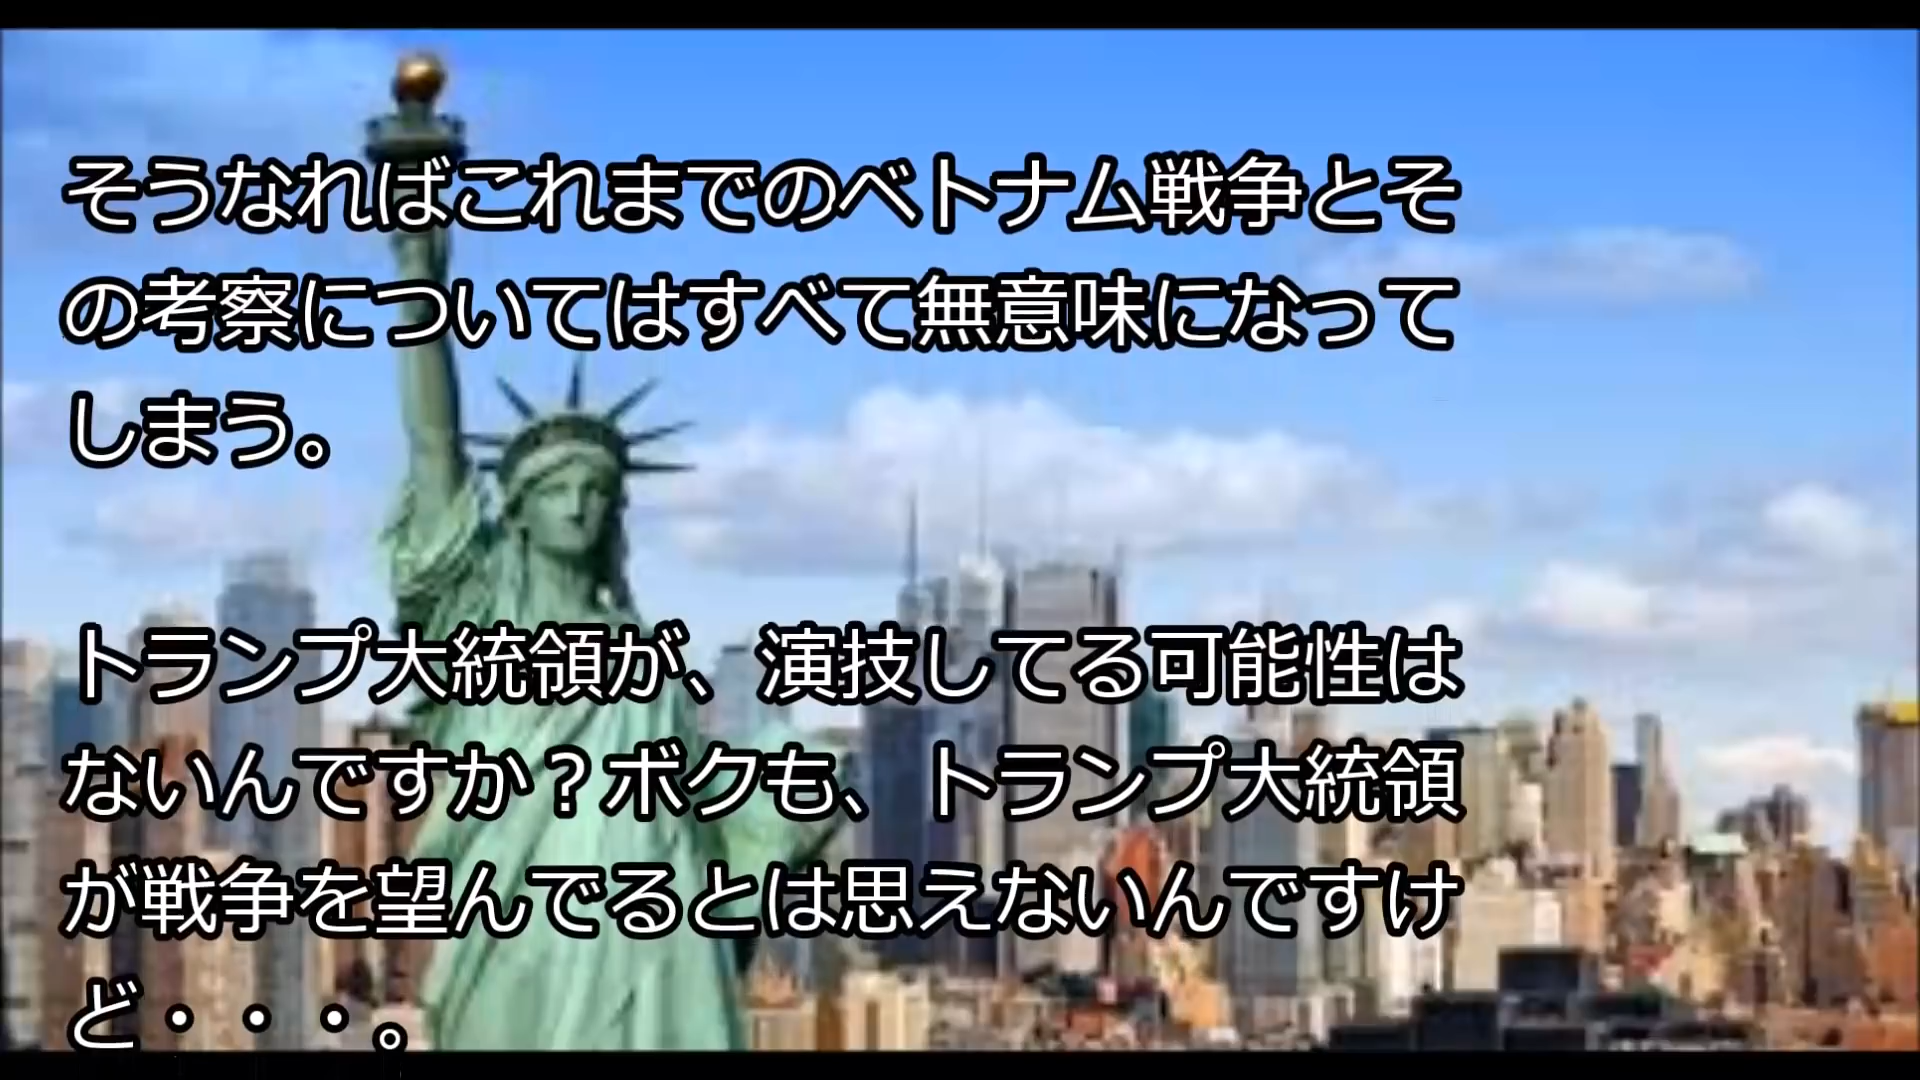 そうなればこれまでのベトナム戦争とそ
の考察についてはすべて無意味になって
しまう。
トランプ大統領が、演技してる可能性は
ないんですか？ボクも、トランプ大統領
が戦争を望んでるとは思えないんですけ
ど・・・。